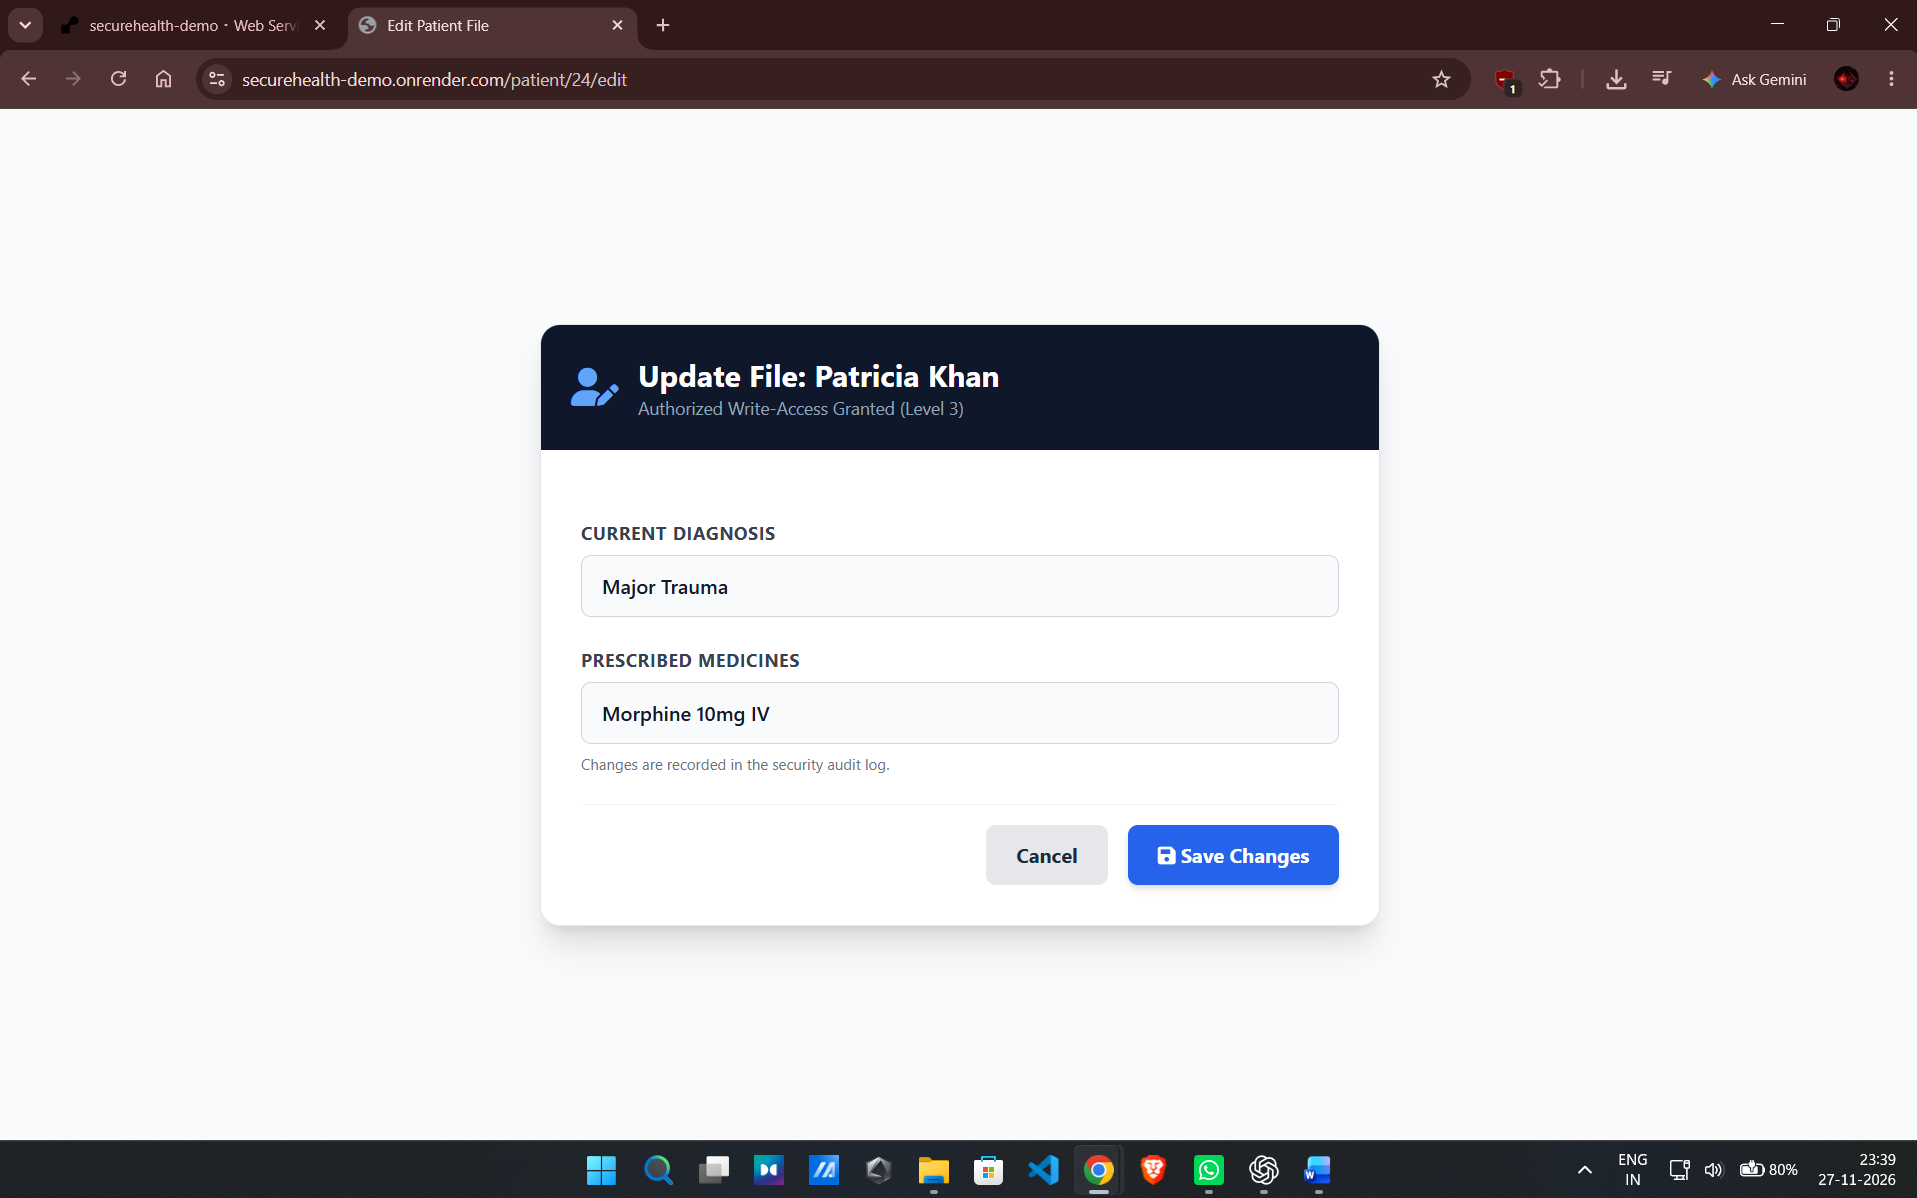 securehealth-demo · Web Servi
Edit Patient File
securehealth-demo.onrender.com/patient/24/edit
1
Ask Gemini
Update File: Patricia Khan
Authorized Write-Access Granted (Level 3)
CURRENT DIAGNOSIS
Major Trauma
PRESCRIBED MEDICINES
Morphine 10mg IV
Changes are recorded in the security audit log.
Cancel
Save Changes
ENG
IN
80%
23:39
27-11-2026